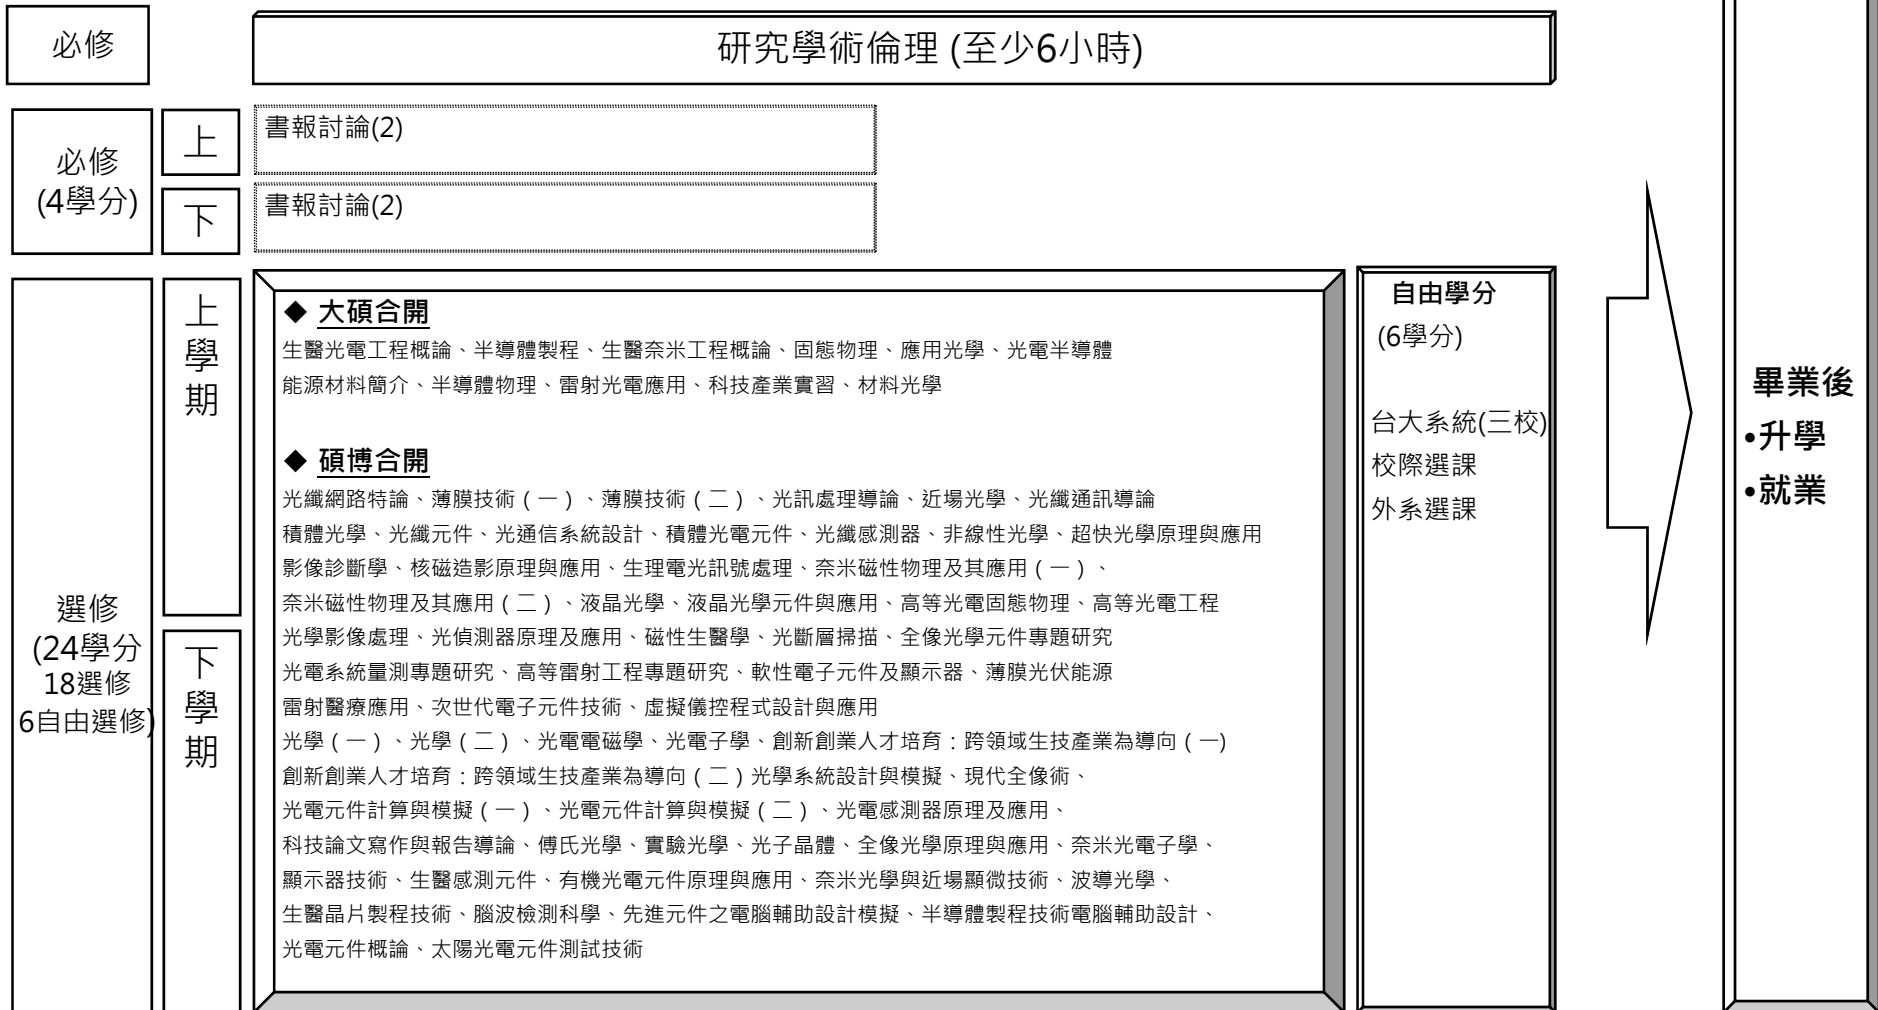 必修
研究學術倫理 (至少6小時)
必修
(4學分)
上
書報討論(2)
下
書報討論(2)
選修
(24學分
18選修
6自由選修)
上
學
期
下
學
期
◆ 大碩合開
生醫光電工程概論、半導體製程、生醫奈米工程概論、固態物理、應用光學、光電半導體
能源材料簡介、半導體物理、雷射光電應用、科技產業實習、材料光學
◆ 碩博合開
光纖網路特論、薄膜技術（一）、薄膜技術（二）、光訊處理導論、近場光學、光纖通訊導論
積體光學、光纖元件、光通信系統設計、積體光電元件、光纖感測器、非線性光學、超快光學原理與應用
影像診斷學、核磁造影原理與應用、生理電光訊號處理、奈米磁性物理及其應用（一）、
奈米磁性物理及其應用（二）、液晶光學、液晶光學元件與應用、高等光電固態物理、高等光電工程
光學影像處理、光偵測器原理及應用、磁性生醫學、光斷層掃描、全像光學元件專題研究
光電系統量測專題研究、高等雷射工程專題研究、軟性電子元件及顯示器、薄膜光伏能源
雷射醫療應用、次世代電子元件技術、虛擬儀控程式設計與應用
光學（一）、光學（二）、光電電磁學、光電子學、創新創業人才培育：跨領域生技產業為導向（一)
創新創業人才培育：跨領域生技產業為導向（二）光學系統設計與模擬、現代全像術、
光電元件計算與模擬（一）、光電元件計算與模擬（二）、光電感測器原理及應用、
科技論文寫作與報告導論、傅氏光學、實驗光學、光子晶體、全像光學原理與應用、奈米光電子學、
顯示器技術、生醫感測元件、有機光電元件原理與應用、奈米光學與近場顯微技術、波導光學、
生醫晶片製程技術、腦波檢測科學、先進元件之電腦輔助設計模擬、半導體製程技術電腦輔助設計、
光電元件概論、太陽光電元件測試技術
自由學分
(6學分)
台大系統(三校)
校際選課
外系選課
畢業後
•升學
•就業